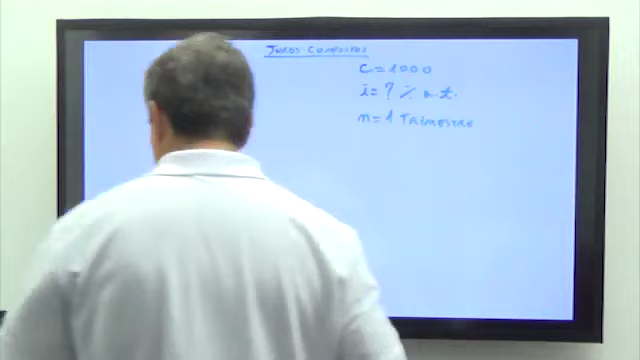 JUROS COMPOSTOS
C = 1000
i = ? % a.t.
n = 1 TRIMESTRE